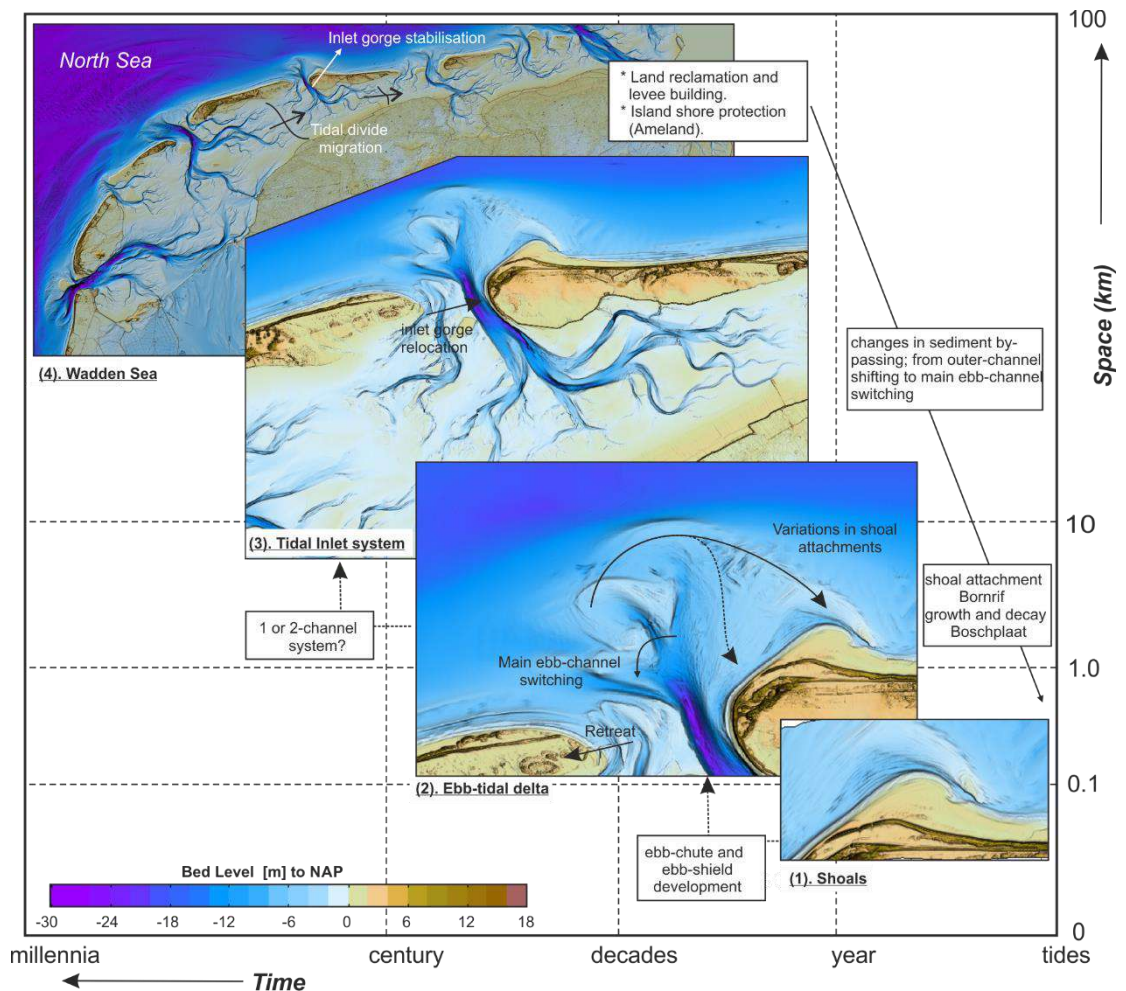 100
North Sea
Inlet gorge stabilisation
Tidal divide
migration
* Land reclamation and
levee building.
* Island shore protection
(Ameland).
Space (km)
inlet gorge
relocation
changes in sediment by-
passing; from outer-channel
shifting to main ebb-channel
switching
(4). Wadden Sea
10
(3). Tidal Inlet system
Variations in shoal
attachments
shoal attachment
Bornrif
growth and decay
Boschplaat
1 or 2-channel
system?
Main ebb-channel
switching
1.0
Retreat
(2). Ebb-tidal delta
0.1
ebb-chute and
ebb-shield
development
(1). Shoals
Bed Level [m] to NAP
-30 -24 -18 -12 -6 0 6 12 18
0
millennia century decades year tides
Time